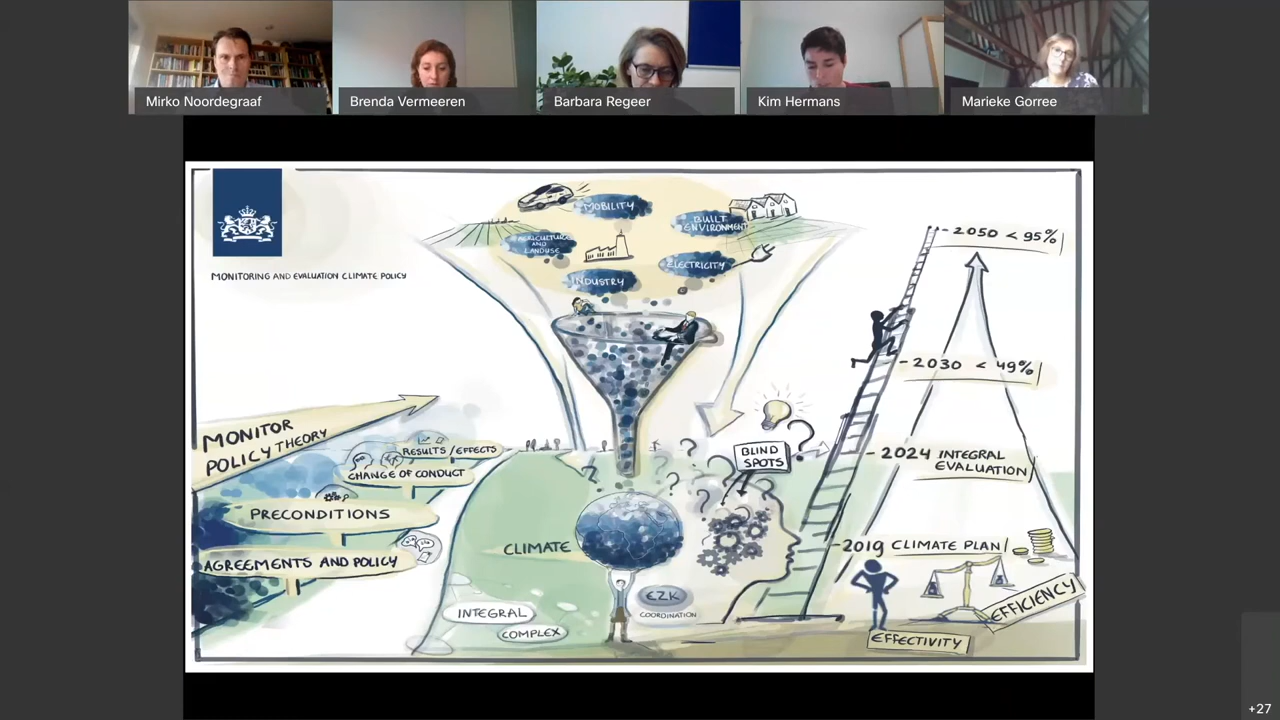 Mirko Noordegraaf
Brenda Vermeeren
Barbara Regeer
Kim Hermans
Marieke Gorree
MONITORING AND EVALUATION CLIMATE POLICY
MOBILITY
BUILT
ENVIRONMENT
AGRICULTURE
AND
LANDUSE
ELECTRICITY
INDUSTRY
- 2050 < 95%
- 2030 < 49%
- 2024 INTEGRAL
EVALUATION
- 2019 CLIMATE PLAN
EFFICIENCY
EFFECTIVITY
MONITOR
POLICY THEORY
RESULTS / EFFECTS
CHANGE OF CONDUCT
PRECONDITIONS
AGREEMENTS AND POLICY
BLIND
SPOTS
? ? ? ? ? ?
CLIMATE
EZK
COORDINATION
INTEGRAL
COMPLEX
+27